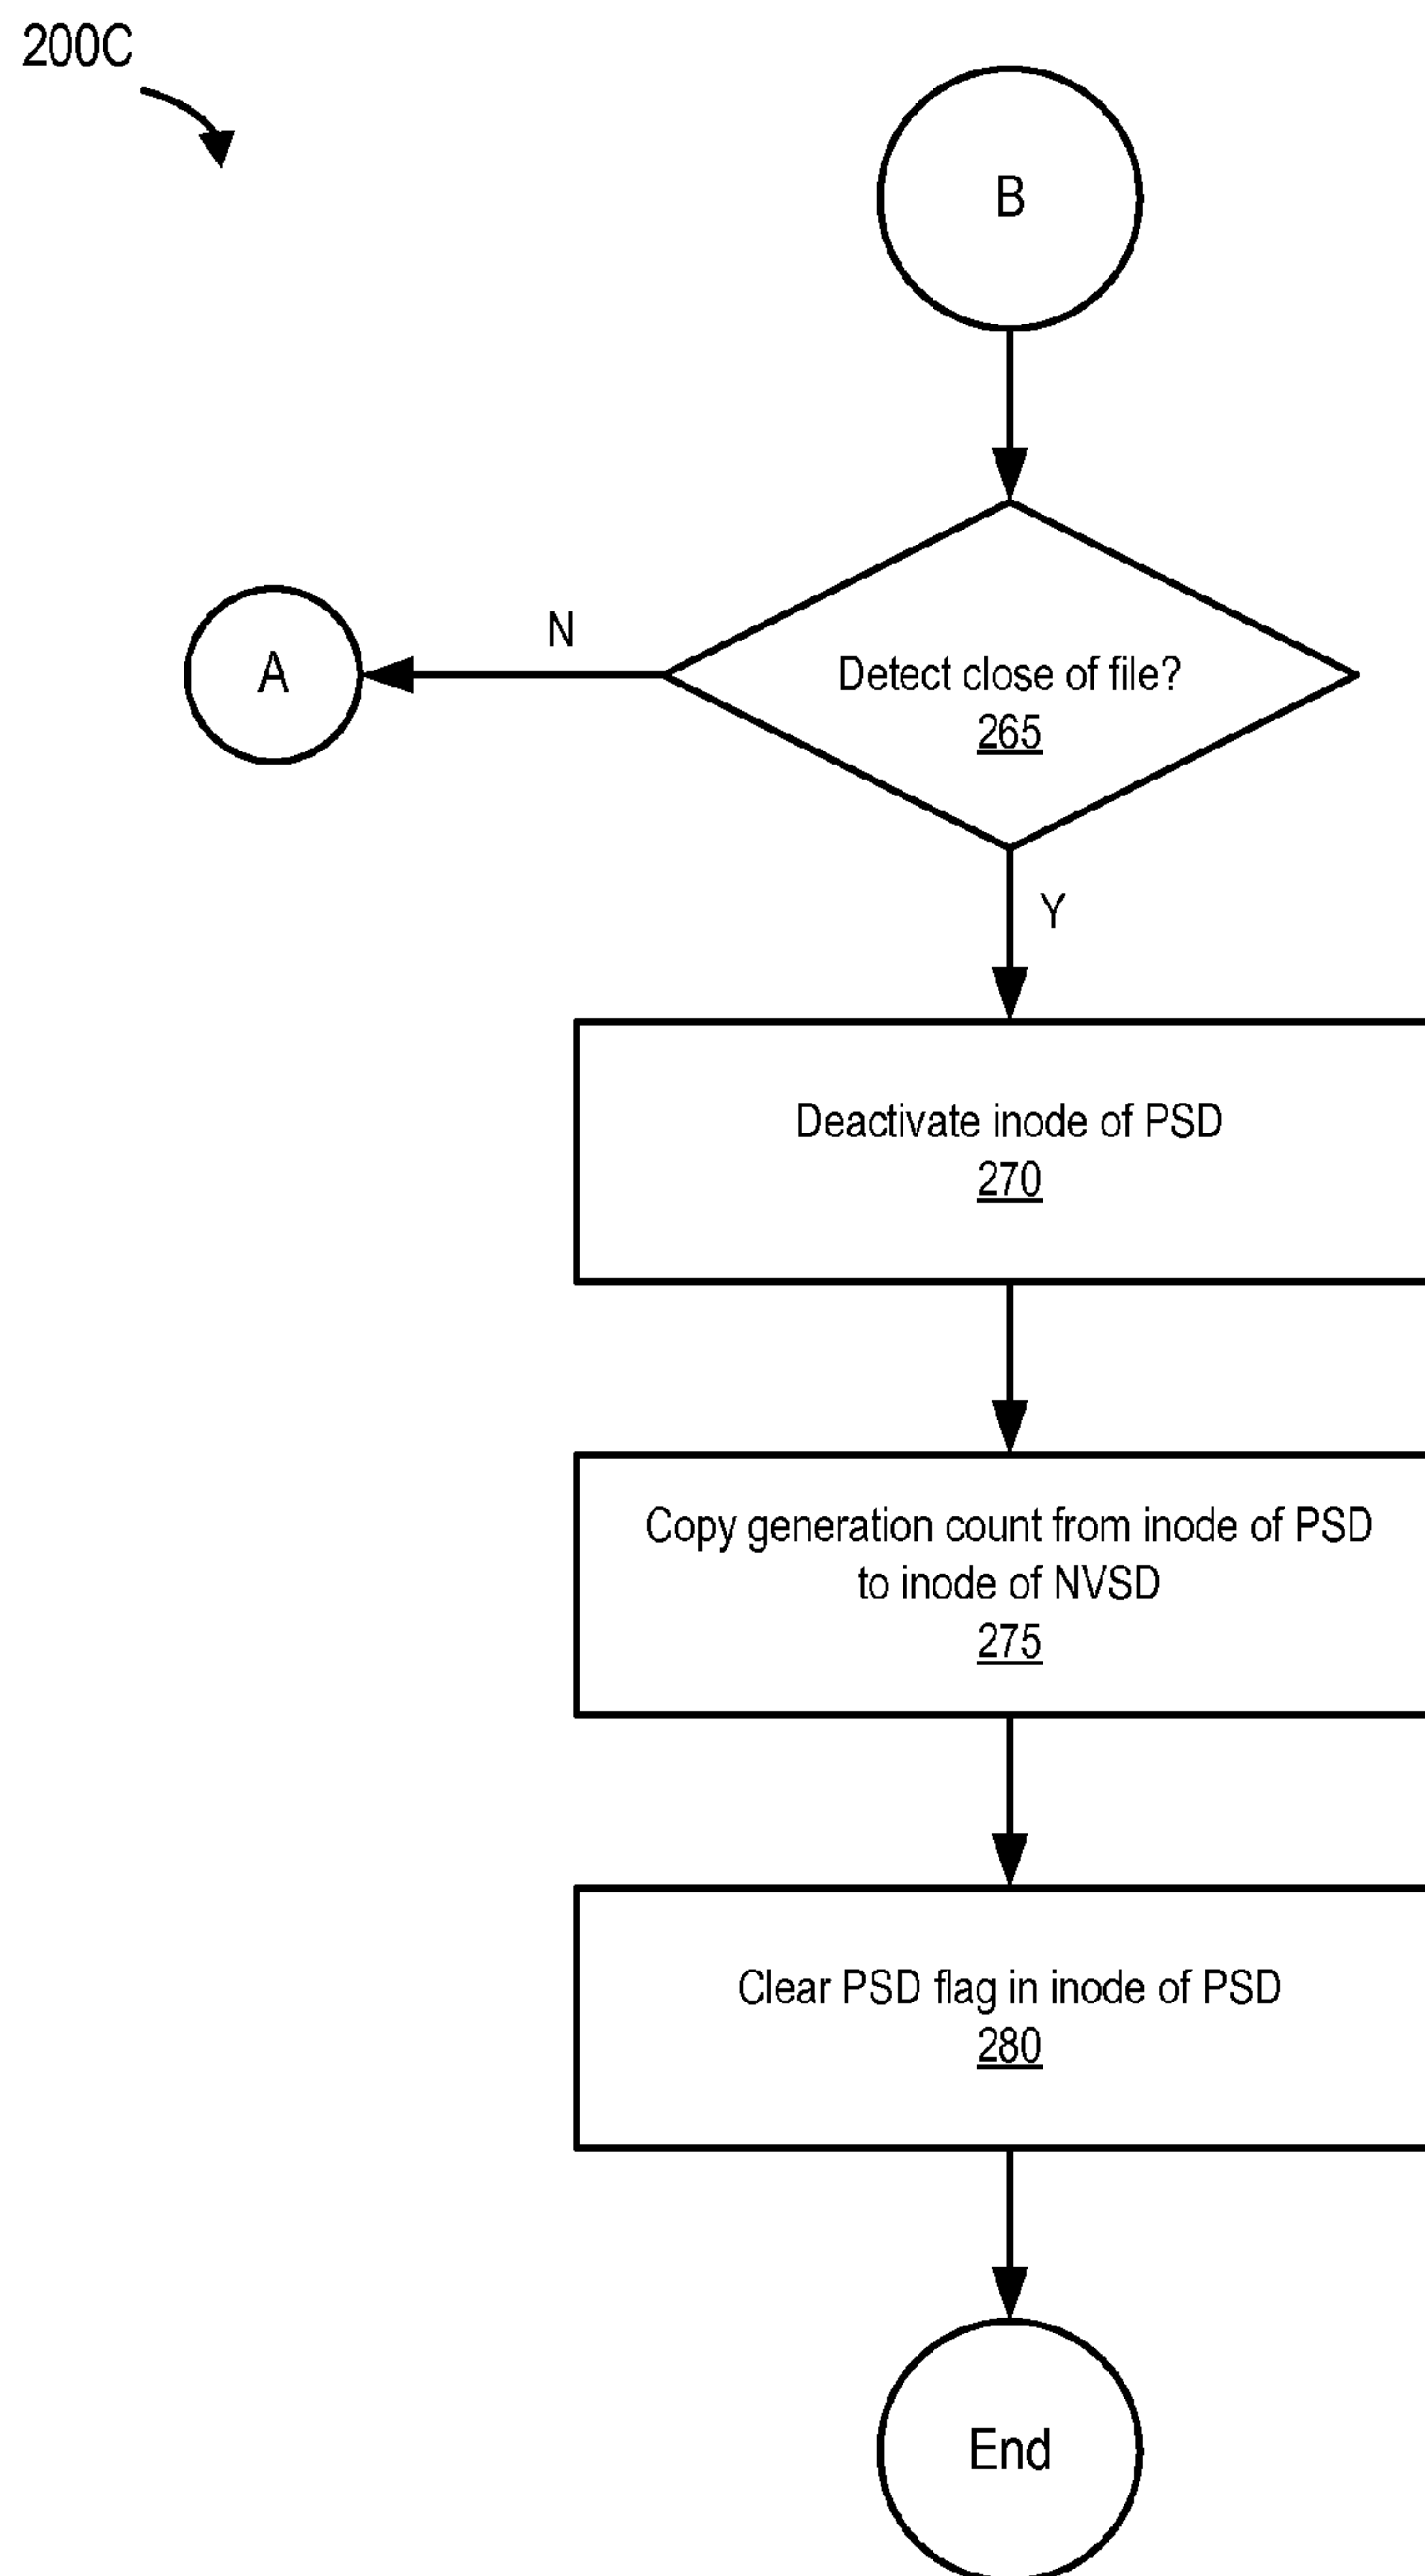 200C
B
N
A
Detect close of file?
265
Y
Deactivate inode of PSD
270
Copy generation count from inode of PSD
to inode of NVSD
275
Clear PSD flag in inode of PSD
280
End